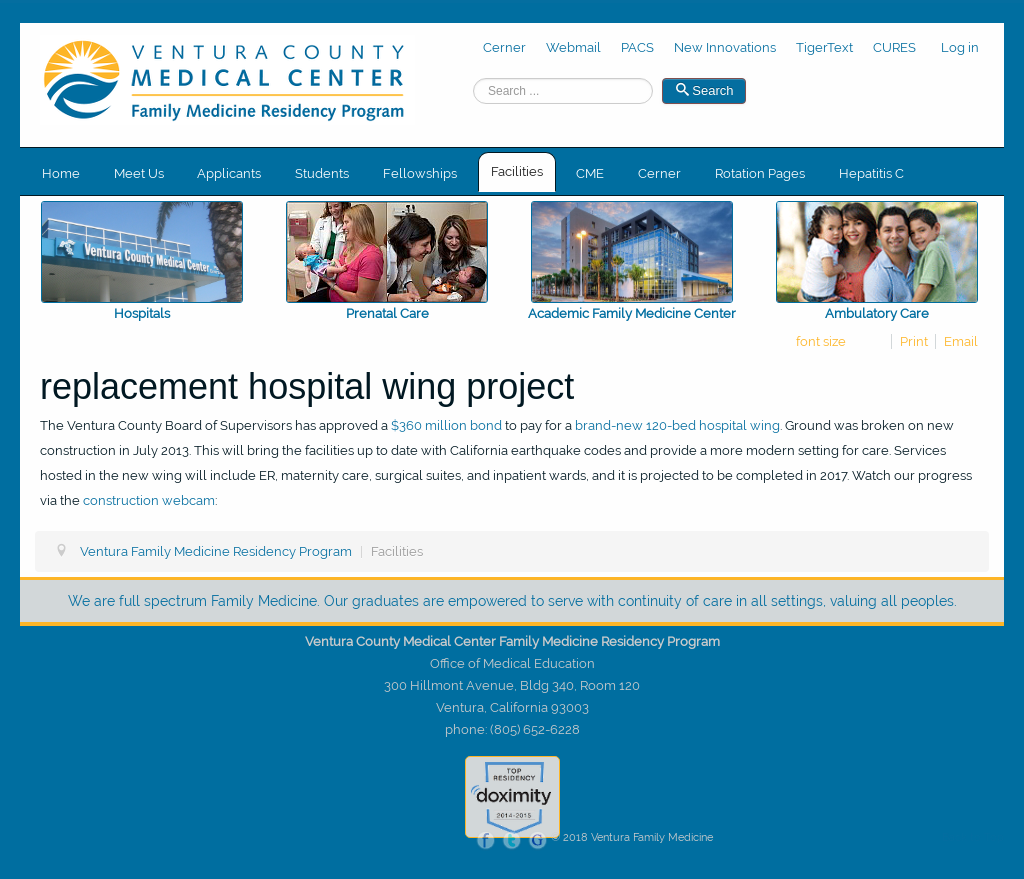 VENTURA COUNTY
MEDICAL CENTER
Family Medicine Residency Program
Cerner Webmail PACS New Innovations TigerText CURES Log in
Search ... Search
Home Meet Us Applicants Students Fellowships Facilities CME Cerner Rotation Pages Hepatitis C
Ventura County Medical Center
Hospitals Prenatal Care Academic Family Medicine Center Ambulatory Care
font size Print Email
replacement hospital wing project
The Ventura County Board of Supervisors has approved a $360 million bond to pay for a brand-new 120-bed hospital wing. Ground was broken on new
construction in July 2013. This will bring the facilities up to date with California earthquake codes and provide a more modern setting for care. Services
hosted in the new wing will include ER, maternity care, surgical suites, and inpatient wards, and it is projected to be completed in 2017. Watch our progress
via the construction webcam:
Ventura Family Medicine Residency Program | Facilities
We are full spectrum Family Medicine. Our graduates are empowered to serve with continuity of care in all settings, valuing all peoples.
Ventura County Medical Center Family Medicine Residency Program
Office of Medical Education
300 Hillmont Avenue, Bldg 340, Room 120
Ventura, California 93003
phone: (805) 652-6228
TOP
RESIDENCY
doximity
2014-2015
f t G © 2018 Ventura Family Medicine